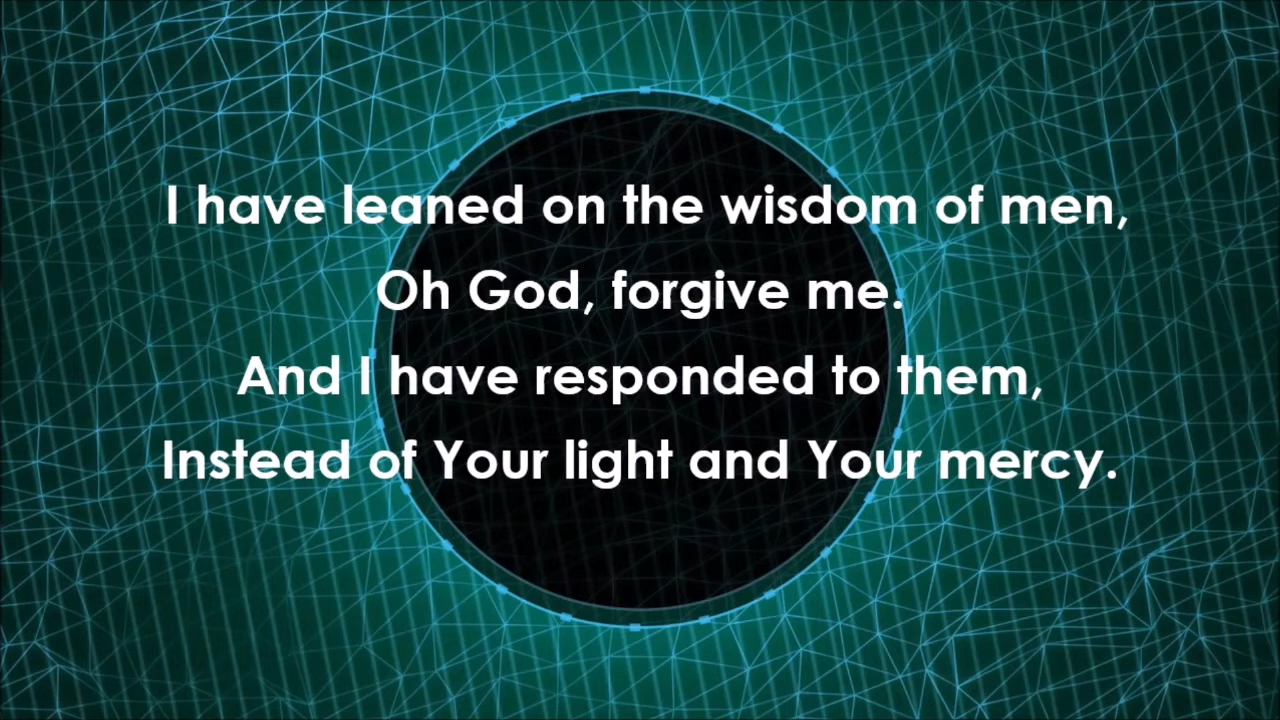 I have leaned on the wisdom of men,
Oh God, forgive me.
And I have responded to them,
Instead of Your light and Your mercy.